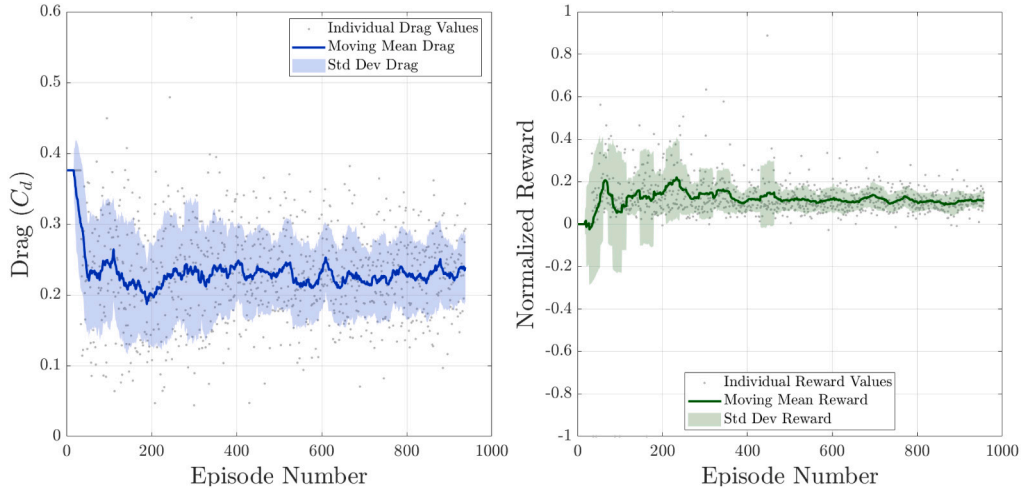 0.6
0.5
0.4
0.3
0.2
0.1
0
Drag (C_d)
0 200 400 600 800 1000
Episode Number
Individual Drag Values
Moving Mean Drag
Std Dev Drag
1
0.8
0.6
0.4
0.2
0
-0.2
-0.4
-0.6
-0.8
-1
Normalized Reward
0 200 400 600 800 1000
Episode Number
Individual Reward Values
Moving Mean Reward
Std Dev Reward